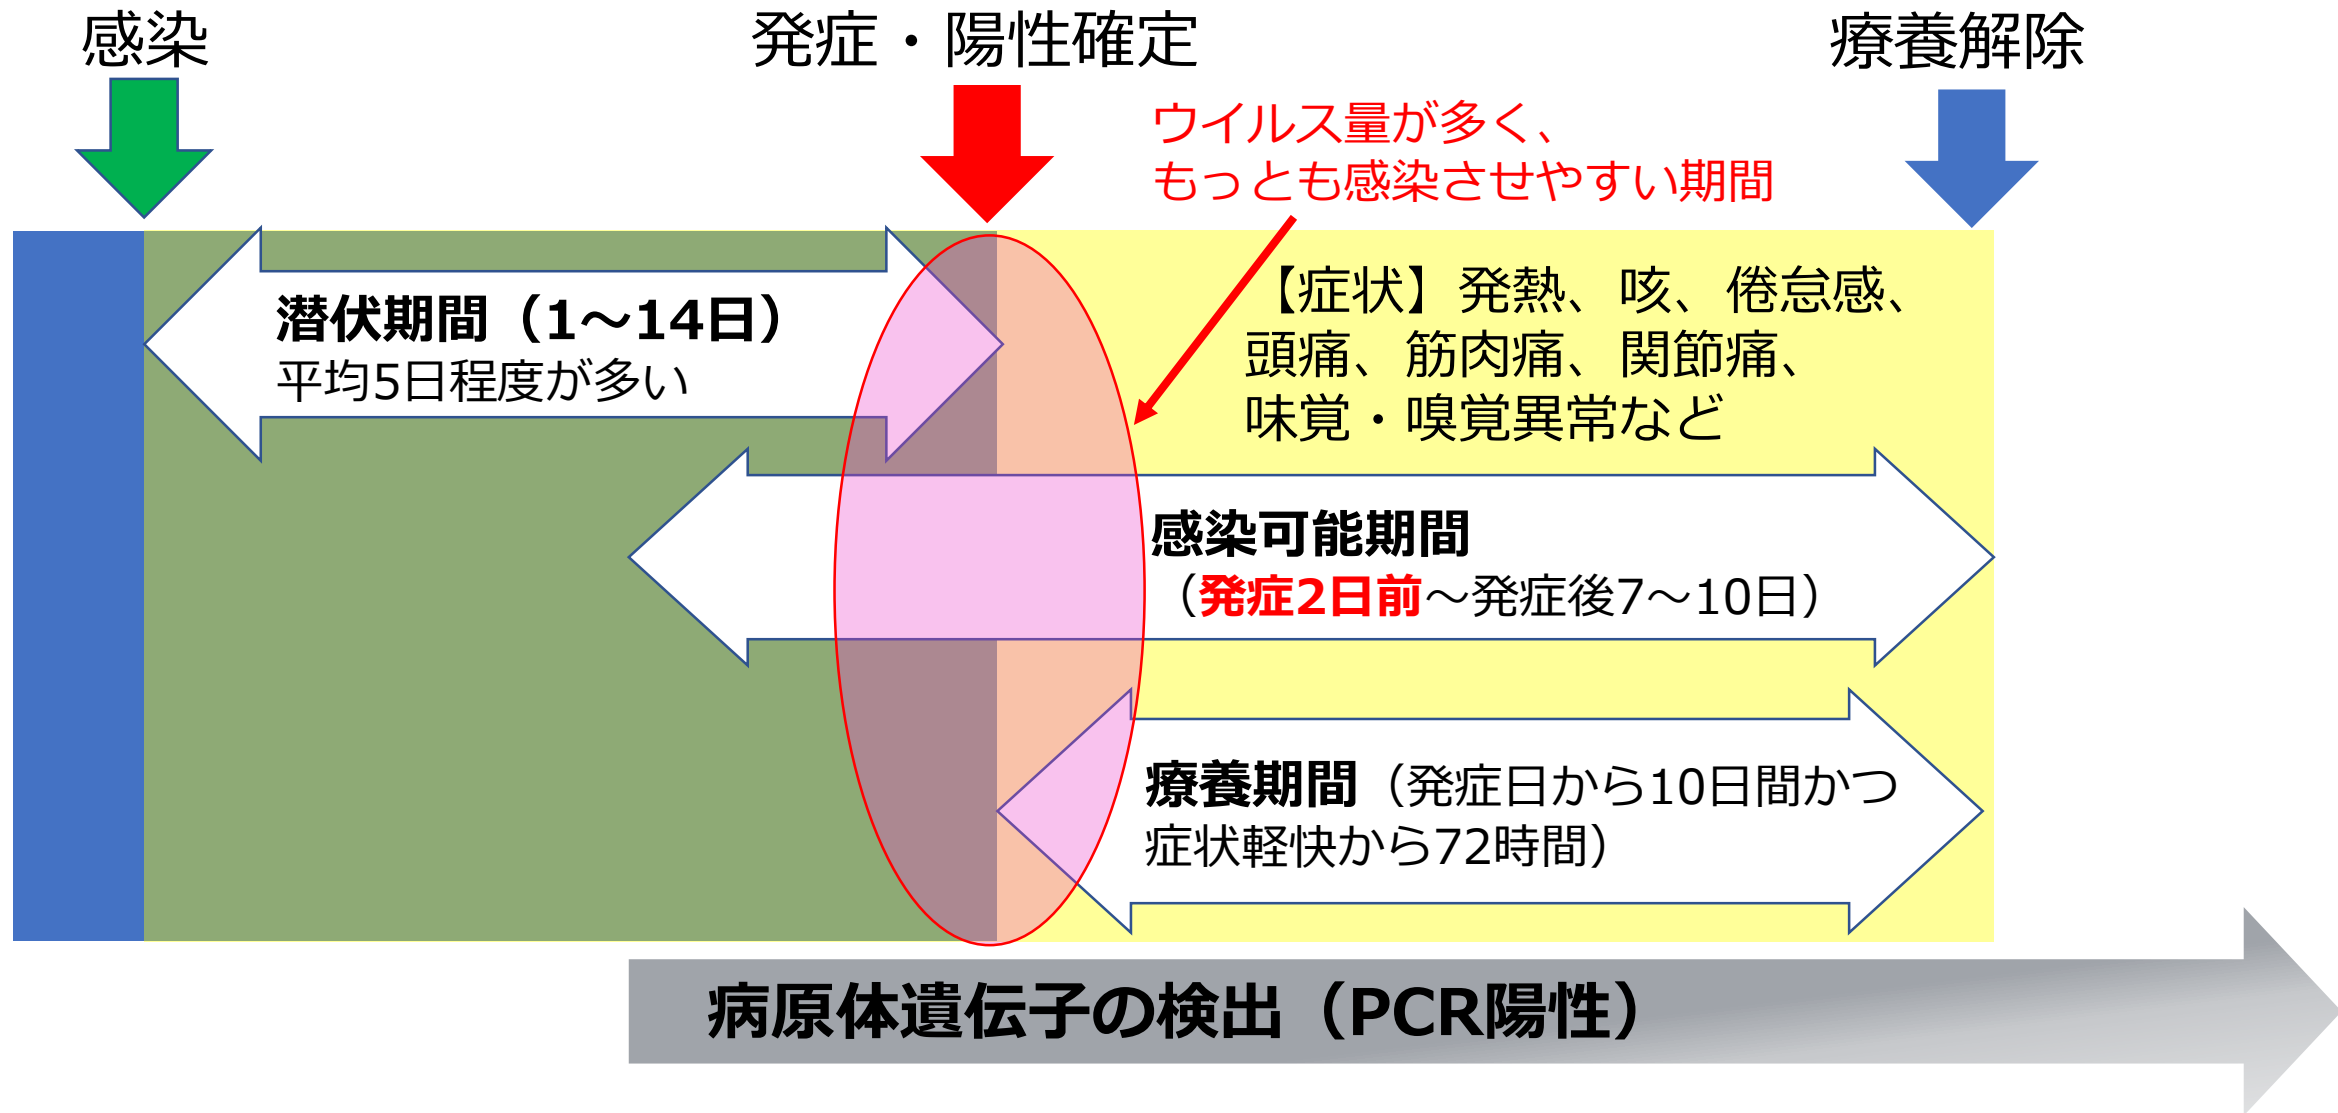 感染
発症・陽性確定
療養解除
ウイルス量が多く、
もっとも感染させやすい期間
潜伏期間（1～14日）
平均5日程度が多い
【症状】発熱、咳、倦怠感、
頭痛、筋肉痛、関節痛、
味覚・嗅覚異常など
感染可能期間
（発症2日前～発症後7～10日）
療養期間（発症日から10日間かつ
症状軽快から72時間）
病原体遺伝子の検出（PCR陽性）